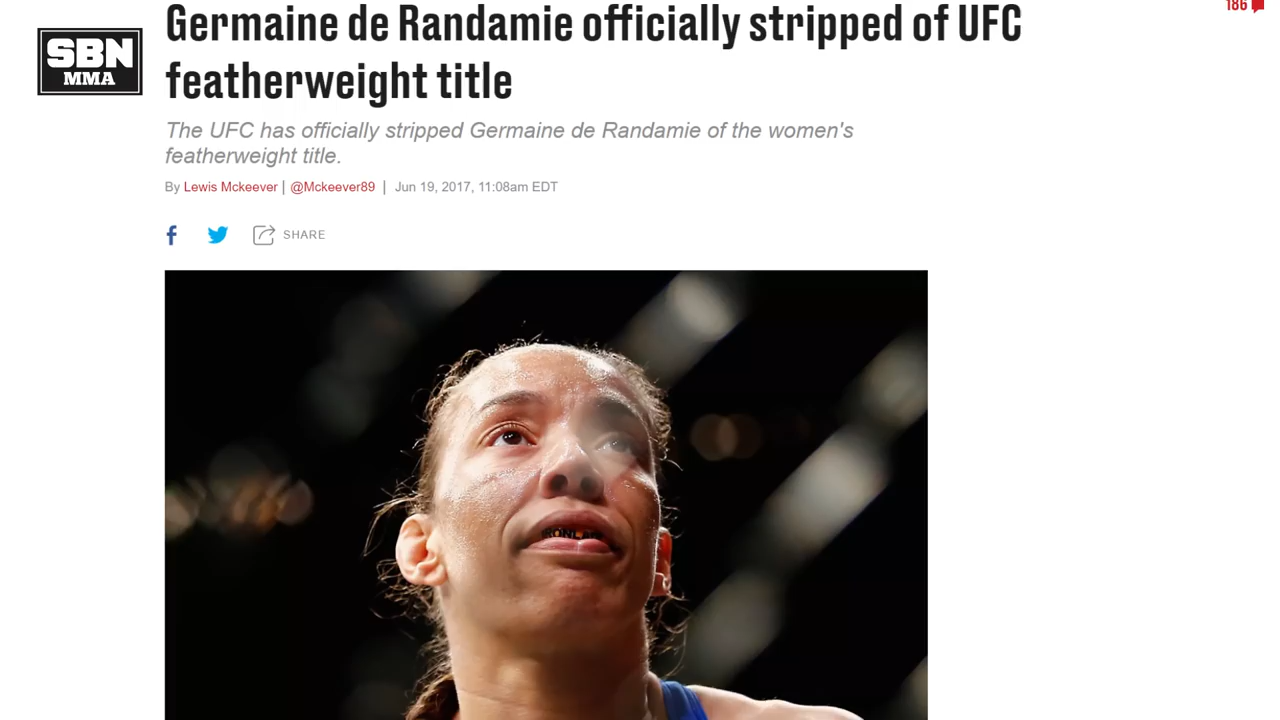 186
Germaine de Randamie officially stripped of UFC
featherweight title
SBN
MMA
The UFC has officially stripped Germaine de Randamie of the women's
featherweight title.
By Lewis Mckeever | @Mckeever89 | Jun 19, 2017, 11:08am EDT
SHARE